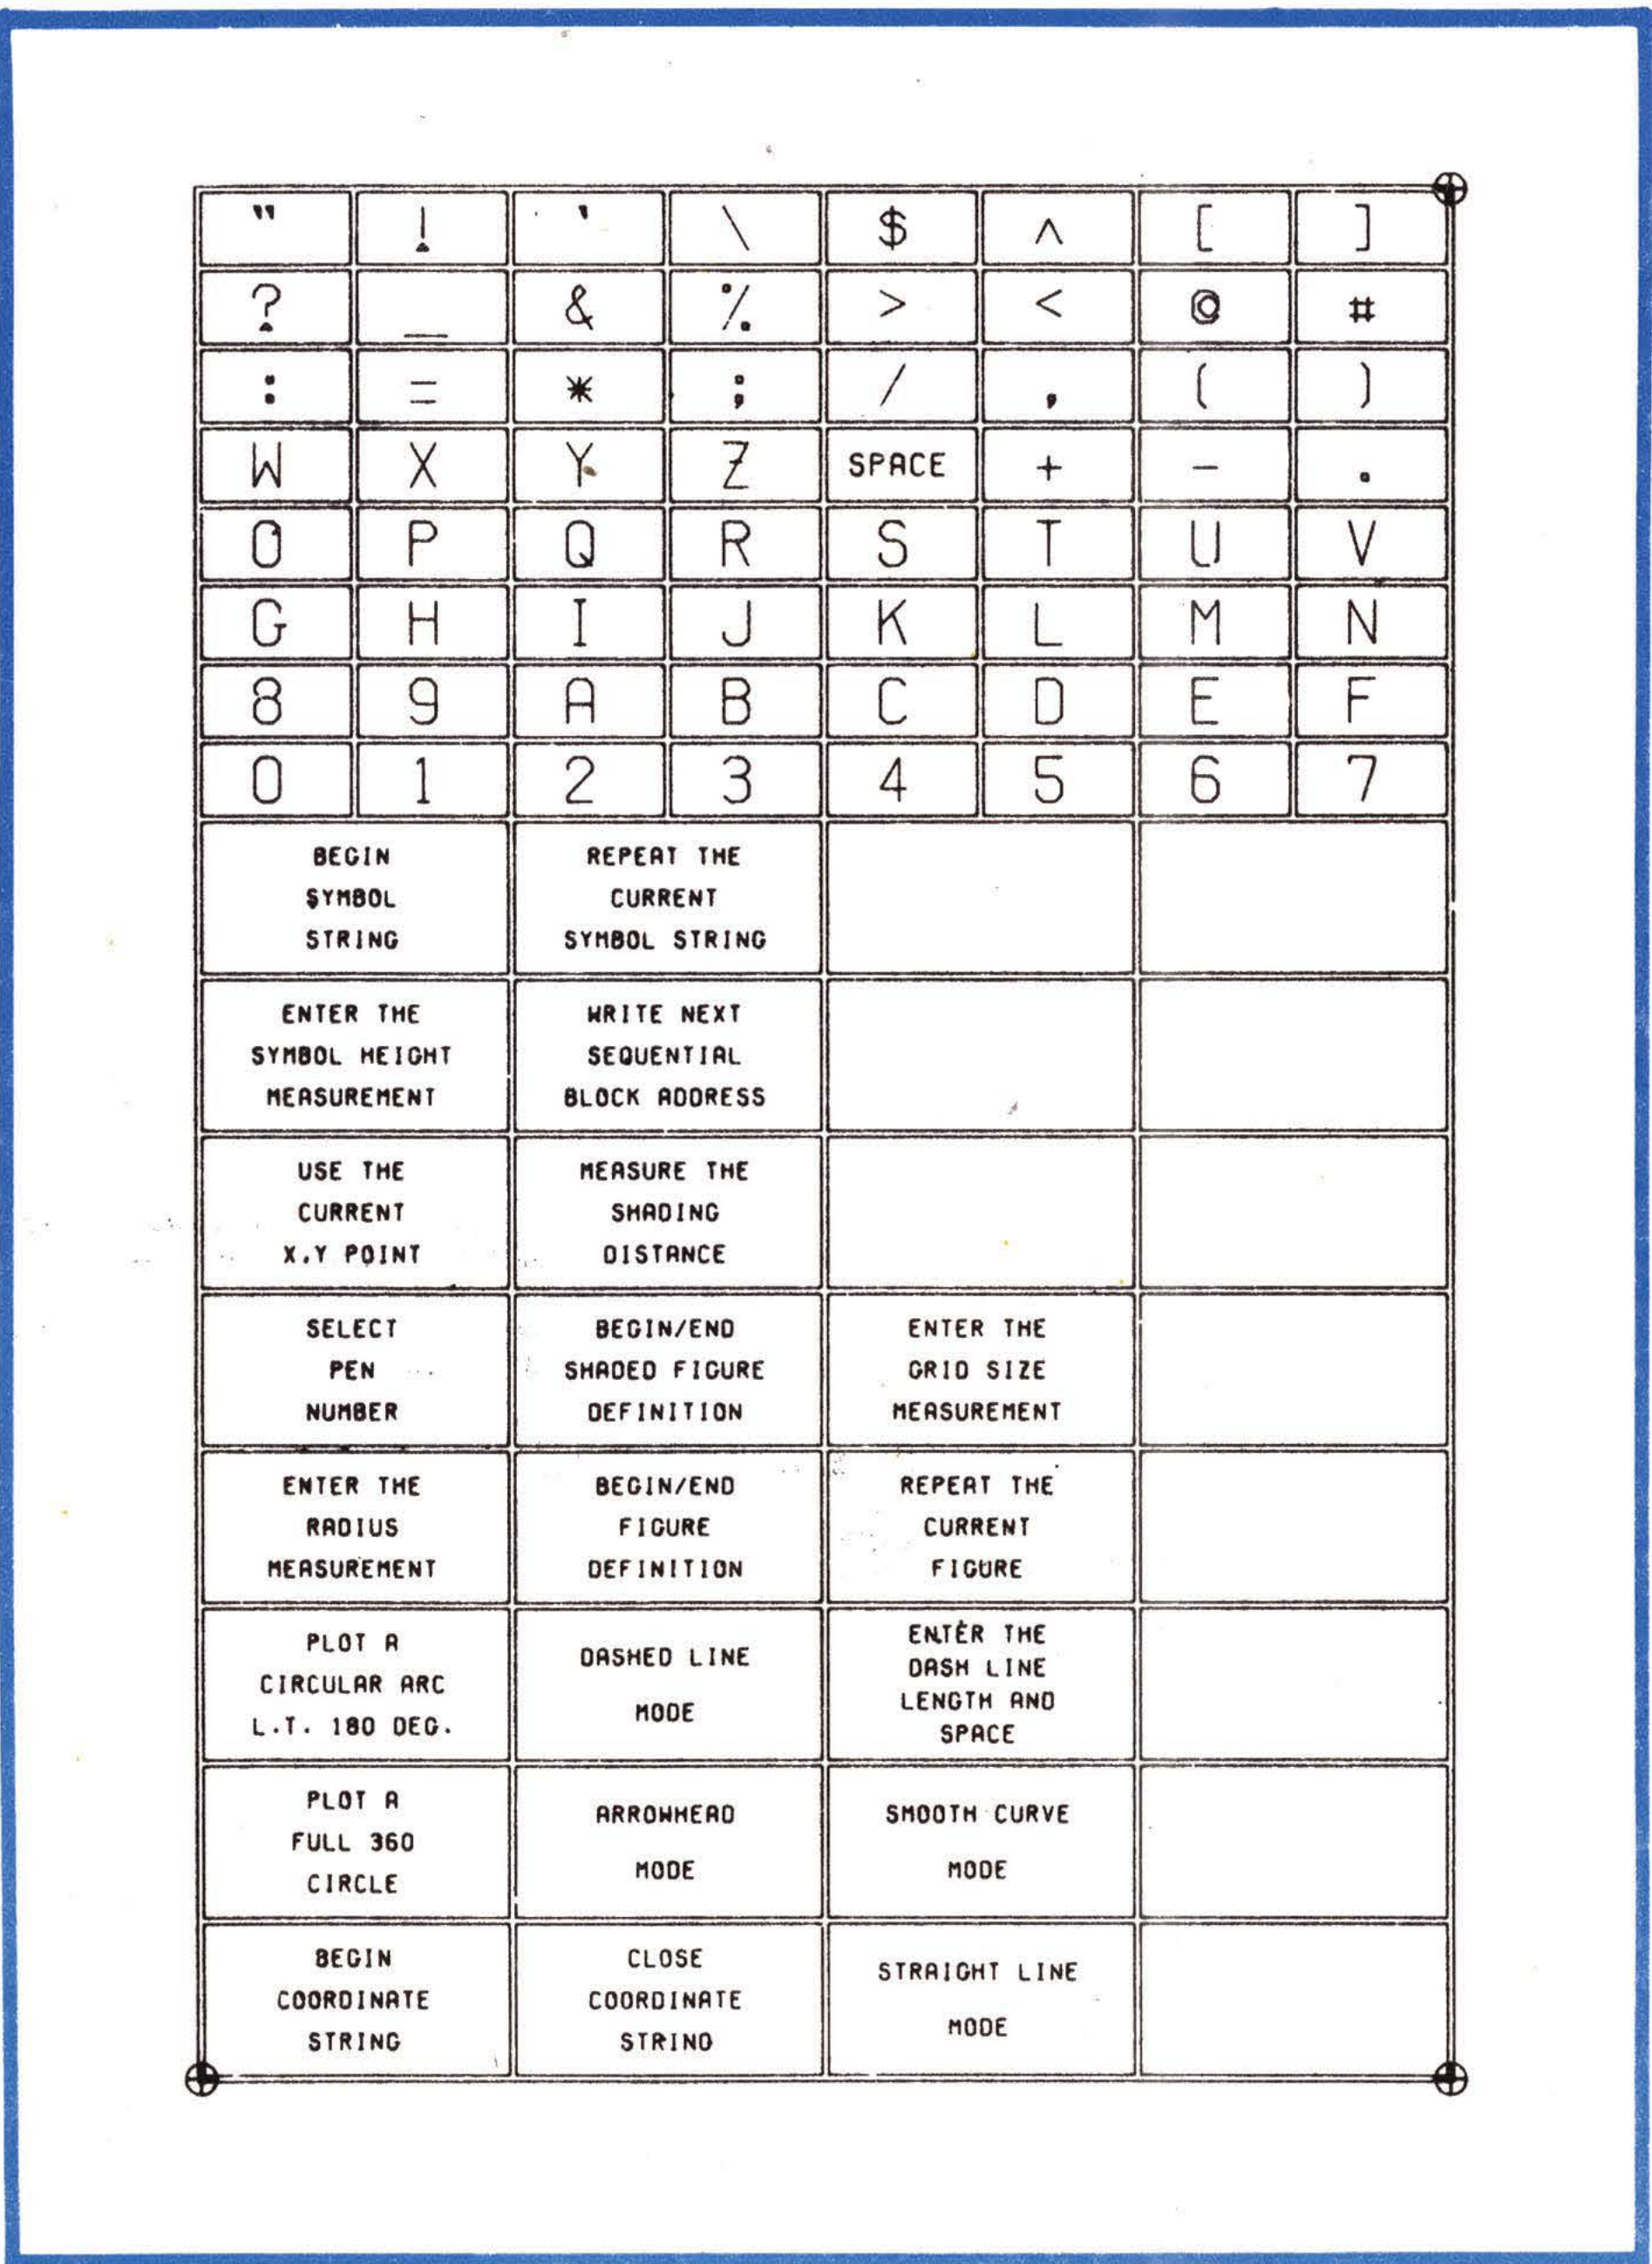 " ! ' \ $ ^ [ ]
? _ & % > < @ #
: = * ; / , ( )
W X Y Z SPACE + - .
O P Q R S T U V
G H I J K L M N
8 9 A B C D E F
0 1 2 3 4 5 6 7
BEGIN
SYMBOL
STRING
REPEAT THE
CURRENT
SYMBOL STRING
ENTER THE
SYMBOL HEIGHT
MEASUREMENT
WRITE NEXT
SEQUENTIAL
BLOCK ADDRESS
USE THE
CURRENT
X,Y POINT
MEASURE THE
SHADING
DISTANCE
SELECT
PEN
NUMBER
BEGIN/END
SHADED FIGURE
DEFINITION
ENTER THE
GRID SIZE
MEASUREMENT
ENTER THE
RADIUS
MEASUREMENT
BEGIN/END
FIGURE
DEFINITION
REPEAT THE
CURRENT
FIGURE
PLOT A
CIRCULAR ARC
L.T. 180 DEG.
DASHED LINE
MODE
ENTER THE
DASH LINE
LENGTH AND
SPACE
PLOT A
FULL 360
CIRCLE
ARROWHEAD
MODE
SMOOTH CURVE
MODE
BEGIN
COORDINATE
STRING
CLOSE
COORDINATE
STRING
STRAIGHT LINE
MODE